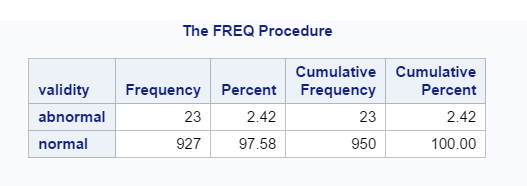 The FREQ Procedure
Cumulative Cumulative
validity Frequency Percent Frequency Percent
abnormal 23 2.42 23 2.42
normal 927 97.58 950 100.00